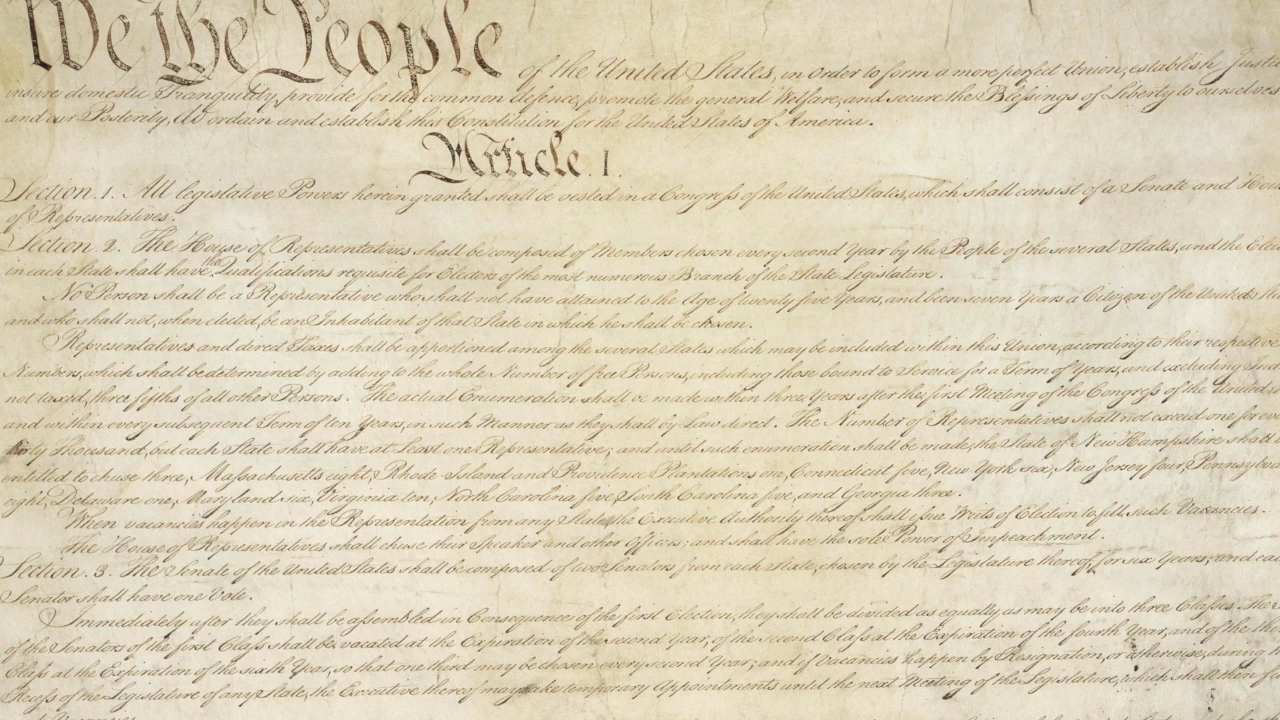 We the People of the United States, in Order to form a more perfect Union, establish Justic
insure domestic Tranquility, provide for the common defence, promote the general Welfare, and secure the Blessings of Liberty to ourselves
and our Posterity, do ordain and establish this Constitution for the United States of America.
Article. I.
Section. 1. All legislative Powers herein granted shall be vested in a Congress of the United States, which shall consist of a Senate and Hous
of Representatives.
Section. 2. The House of Representatives shall be composed of Members chosen every second Year by the People of the several States, and the Elect
in each State shall have the Qualifications requisite for Electors of the most numerous Branch of the State Legislature.
No Person shall be a Representative who shall not have attained to the Age of twenty five Years, and been seven Years a Citizen of the United Sta
and who shall not, when elected, be an Inhabitant of that State in which he shall be chosen.
Representatives and direct Taxes shall be apportioned among the several States which may be included within this Union, according to their respective
Numbers, which shall be determined by adding to the whole Number of free Persons, including those bound to Service for a Term of Years, and excluding Indi
not taxed, three fifths of all other Persons. The actual Enumeration shall be made within three Years after the first Meeting of the Congress of the United
and within every subsequent Term of ten Years, in such Manner as they shall by Law direct. The Number of Representatives shall not exceed one for every
thirty Thousand, but each State shall have at Least one Representative; and until such enumeration shall be made, the State of New Hampshire shall
entitled to chuse three, Massachusetts eight, Rhode Island and Providence Plantations one, Connecticut five, New York six, New Jersey four, Pennsylvan
eight, Delaware one, Maryland six, Virginia ten, North Carolina five, South Carolina five, and Georgia three.
When vacancies happen in the Representation from any State, the Executive Authority thereof shall issue Writs of Election to fill such Vacancies.
The House of Representatives shall chuse their Speaker and other Officers; and shall have the sole Power of Impeachment.
Section. 3. The Senate of the United States shall be composed of two Senators from each State, chosen by the Legislature thereof, for six Years; and eac
Senator shall have one Vote.
Immediately after they shall be assembled in Consequence of the first Election, they shall be divided as equally as may be into three Classes. The
of the Senators of the first Class shall be vacated at the Expiration of the second Year, of the second Class at the Expiration of the fourth Year, and of the thi
Class at the Expiration of the sixth Year, so that one third may be chosen every second Year; and if Vacancies happen by Resignation, or otherwise, during th
Recess of the Legislature of any State, the Executive thereof may make temporary Appointments until the next Meeting of the Legislature, which shall then fi